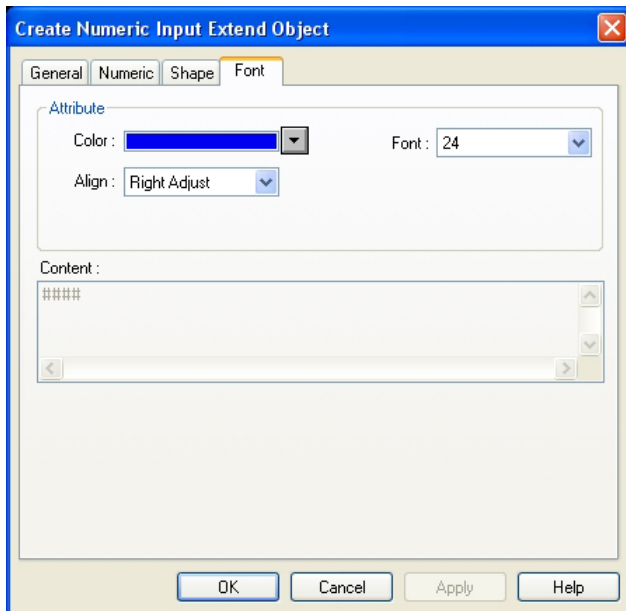 Create Numeric Input Extend Object
General Numeric Shape Font
Attribute
Color : Font : 24
Align : Right Adjust
Content :
####
OK Cancel Apply Help